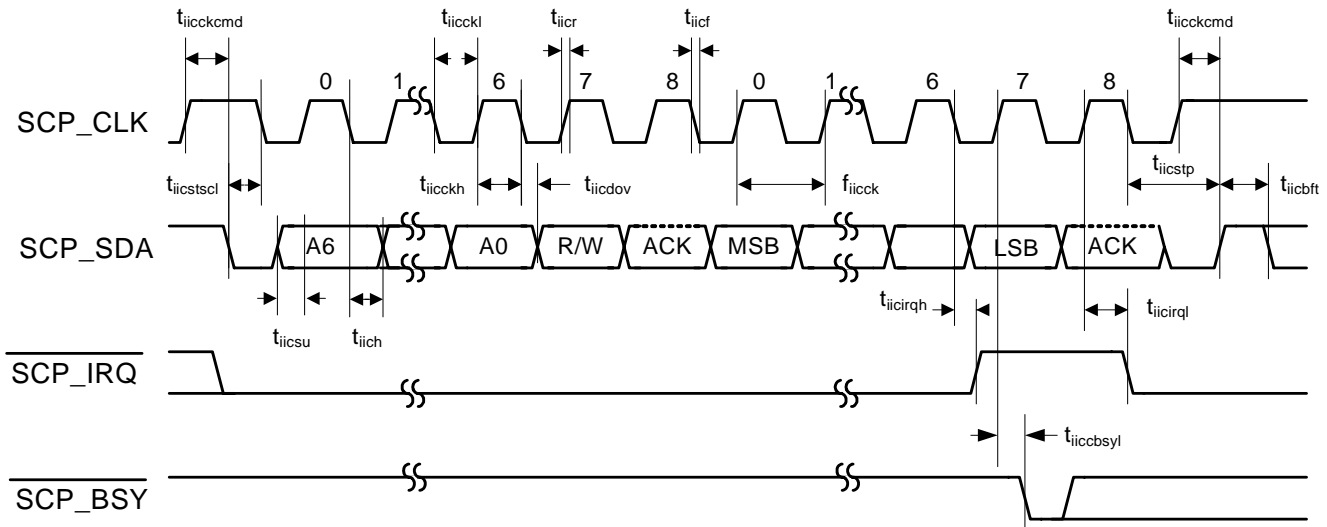 t_iicckcmd t_iicckl t_iicr t_iicf t_iicckcmd
0 1 6 7 8 0 1 6 7 8
SCP_CLK
t_iicstscl t_iicckh t_iicdov f_iicck t_iicstp t_iicbft
SCP_SDA A6 A0 R/W ACK MSB LSB ACK
t_iicsu t_iich t_iicirqh t_iicirql
SCP_IRQ
t_iiccbsyl
SCP_BSY